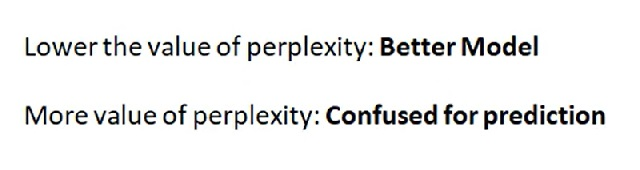 Lower the value of perplexity: Better Model
More value of perplexity: Confused for prediction